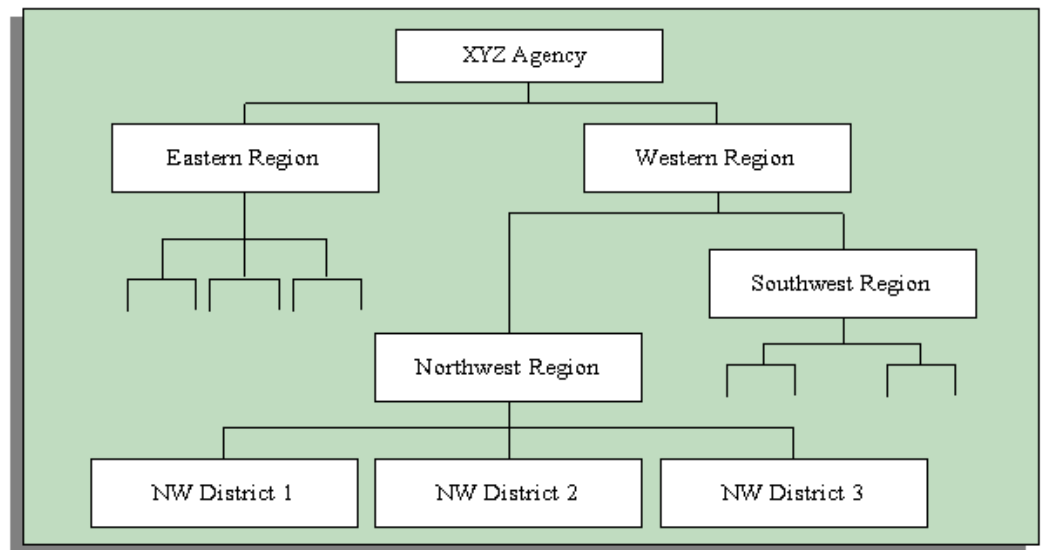 XYZ Agency
Eastern Region
Western Region
Southwest Region
Northwest Region
NW District 1
NW District 2
NW District 3